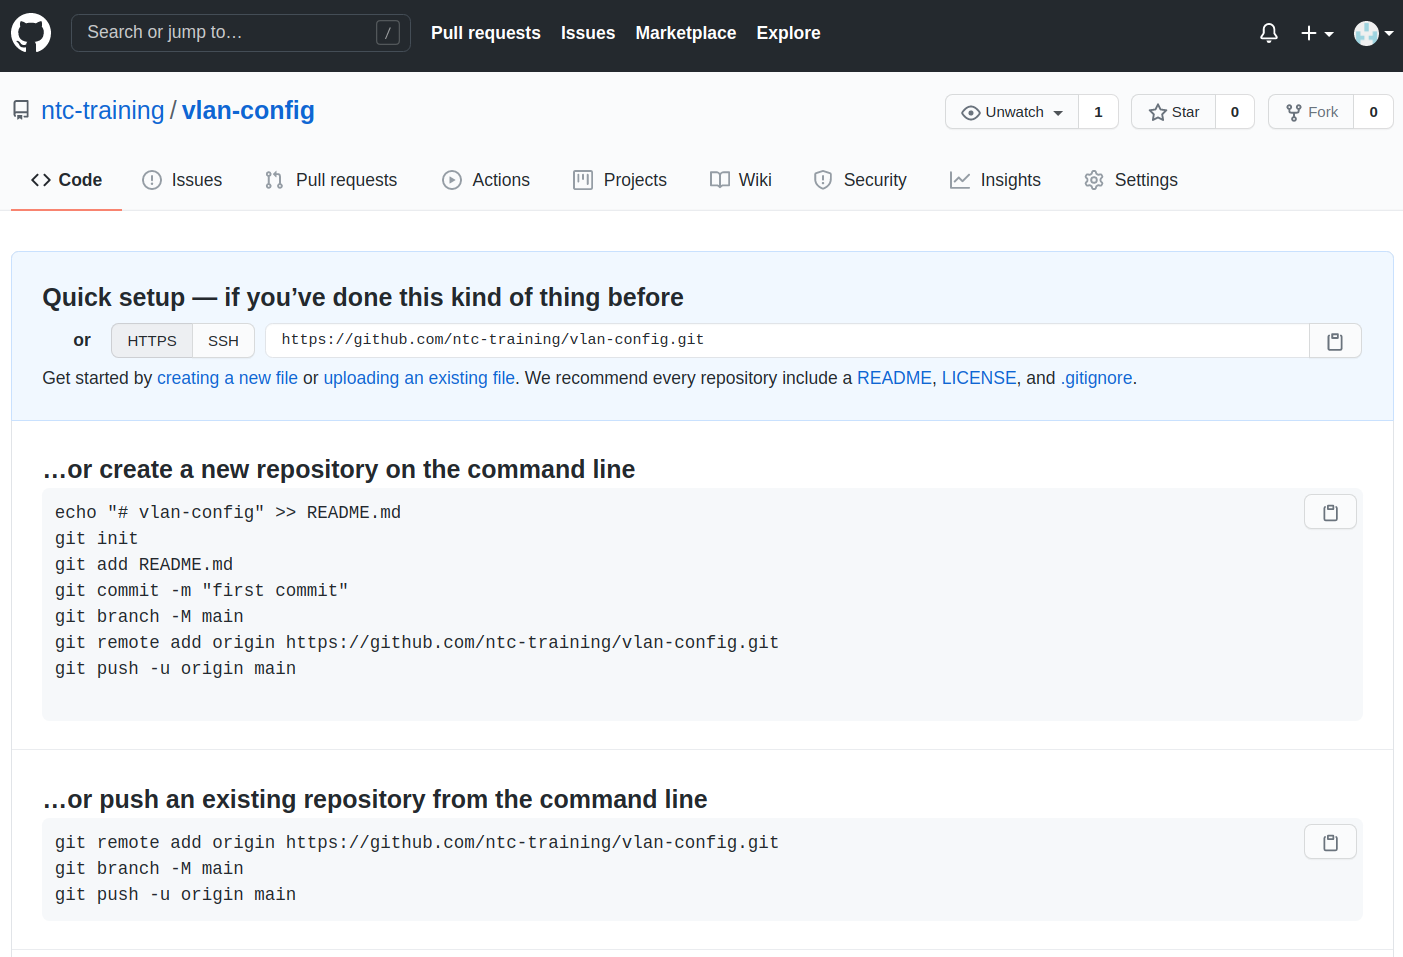 Search or jump to… / Pull requests Issues Marketplace Explore
ntc-training / vlan-config Unwatch 1 Star 0 Fork 0
Code Issues Pull requests Actions Projects Wiki Security Insights Settings
Quick setup — if you’ve done this kind of thing before
or HTTPS SSH https://github.com/ntc-training/vlan-config.git
Get started by creating a new file or uploading an existing file. We recommend every repository include a README, LICENSE, and .gitignore.
…or create a new repository on the command line
echo "# vlan-config" >> README.md
git init
git add README.md
git commit -m "first commit"
git branch -M main
git remote add origin https://github.com/ntc-training/vlan-config.git
git push -u origin main
…or push an existing repository from the command line
git remote add origin https://github.com/ntc-training/vlan-config.git
git branch -M main
git push -u origin main